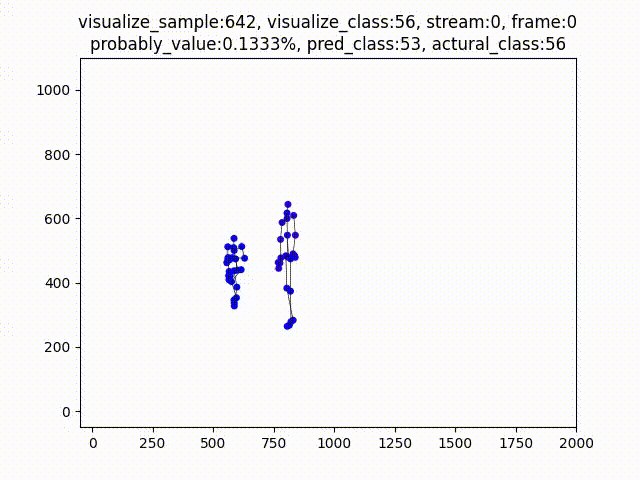 visualize_sample:642, visualize_class:56, stream:0, frame:0
probably_value:0.1333%, pred_class:53, actural_class:56
1000
800
600
400
200
0
0 250 500 750 1000 1250 1500 1750 2000